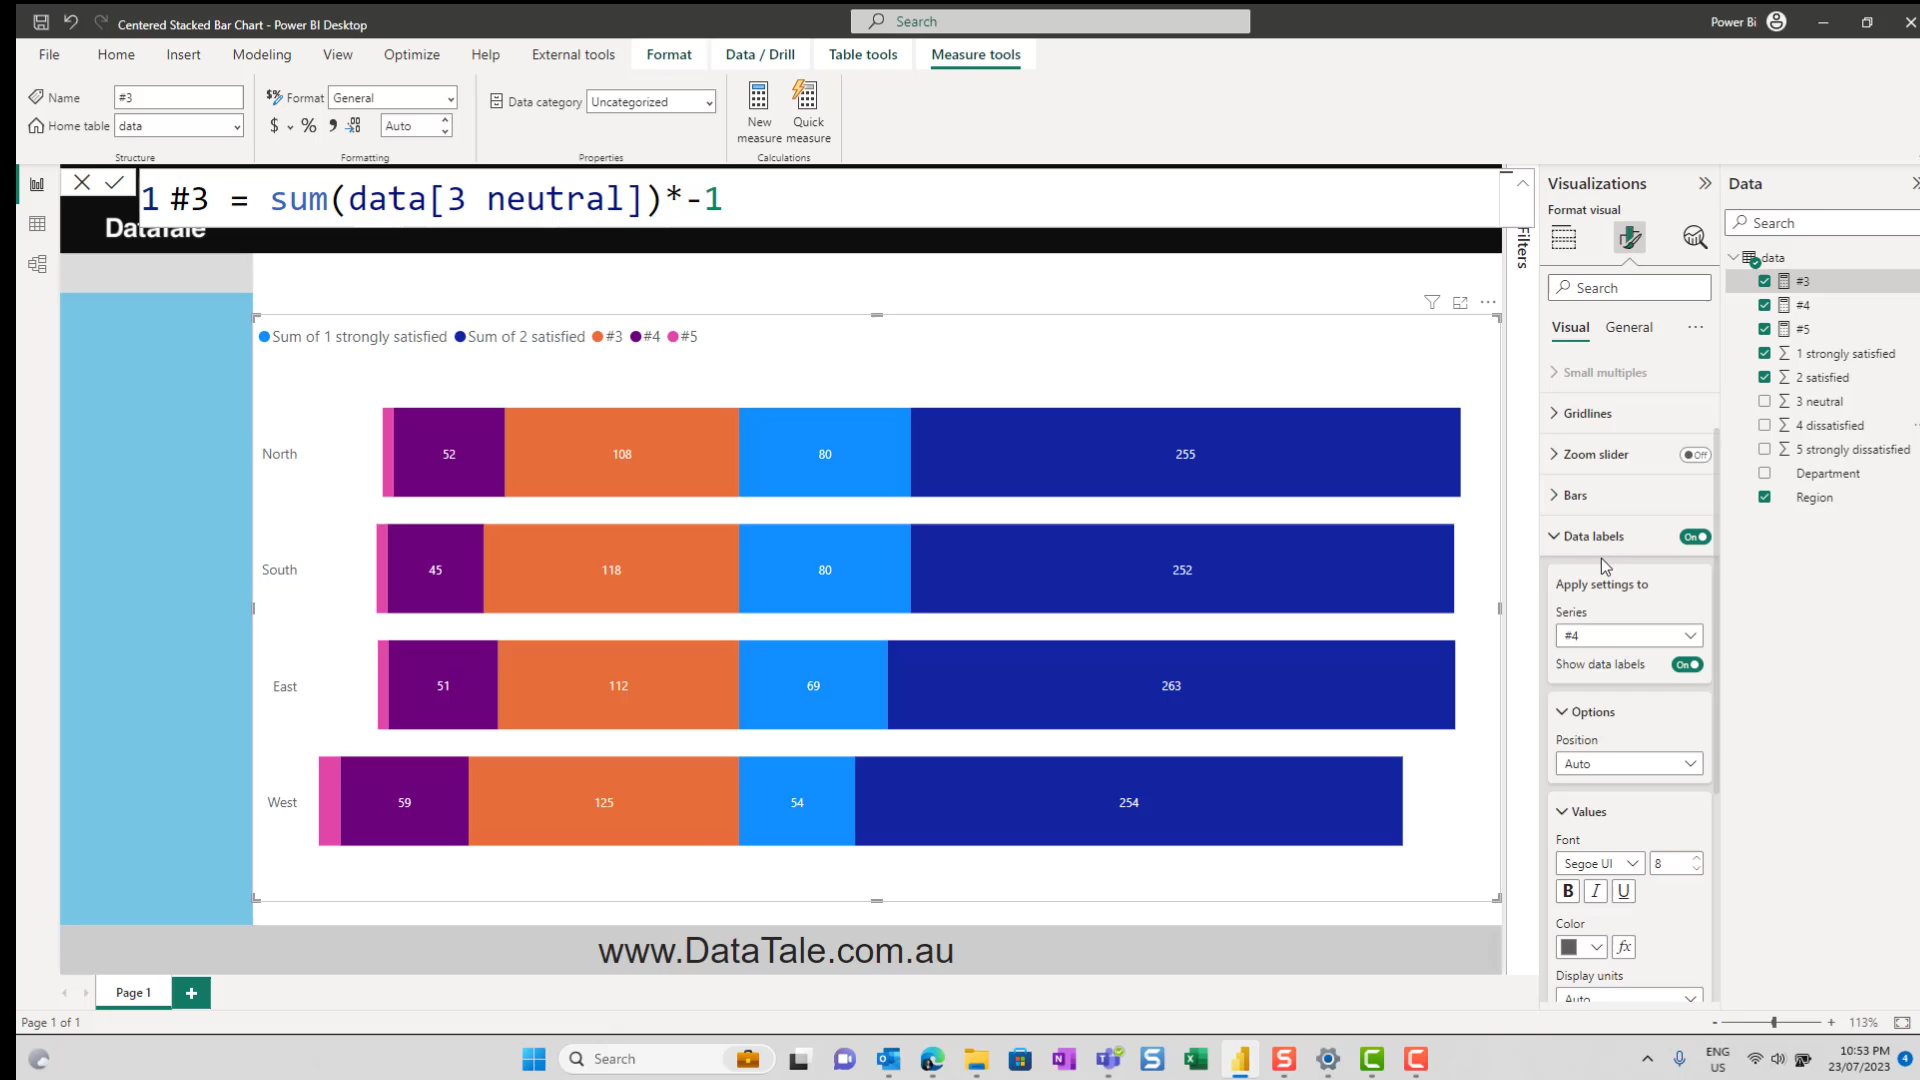 Centered Stacked Bar Chart - Power BI Desktop
Search
Power Bi
File Home Insert Modeling View Optimize Help External tools Format Data / Drill Table tools Measure tools
Name #3
Home table data
Structure
Format General
$ % Auto
Formatting
Data category Uncategorized
Properties
New measure
Quick measure
Calculations
1 #3 = sum(data[3 neutral])*-1
DataTale
Filters
Sum of 1 strongly satisfied Sum of 2 satisfied #3 #4 #5
North 52 108 80 255
South 45 118 80 252
East 51 112 69 263
West 59 125 54 254
www.DataTale.com.au
Page 1
Page 1 of 1
Visualizations
Format visual
Search
Visual General
Small multiples
Gridlines
Zoom slider Off
Bars
Data labels On
Apply settings to
Series
#4
Show data labels On
Options
Position
Auto
Values
Font
Segoe UI 8
B I U
Color
fx
Display units
Auto
Data
Search
data
#3
#4
#5
1 strongly satisfied
2 satisfied
3 neutral
4 dissatisfied
5 strongly dissatisfied
Department
Region
- + 113%
Search
ENG
US
10:53 PM
23/07/2023
4